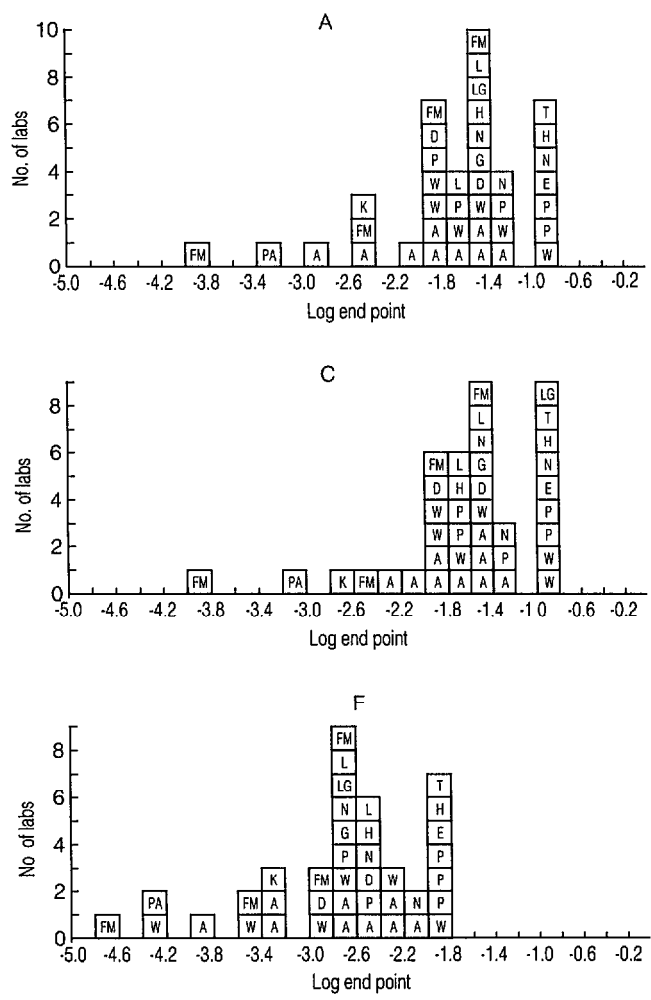 A
10
FM
L
8
LG
FM H T
6
D N H
P G N
4
W L D N E
K W P W P P
2
FM A W A W P
FM PA A A A A A A A W
0
-5.0 -4.6 -4.2 -3.8 -3.4 -3.0 -2.6 -2.2 -1.8 -1.4 -1.0 -0.6 -0.2
No. of labs
Log end point
C
FM LG
8
L T
N H
6
FM L G N
D H D E
4
W P W P
W P A N P
2
A W A P W
FM PA K FM A A A A A A W
0
-5.0 -4.6 -4.2 -3.8 -3.4 -3.0 -2.6 -2.2 -1.8 -1.4 -1 0 -0.6 -0.2
No. of labs
Log end point
F
FM
8
L
LG T
6
N L H
G H E
4
P N P
K FM W D W P
2
PA FM A D A P A N P
FM W A W A W A A A A W
0
-5.0 -4.6 -4.2 -3.8 -3.4 -3.0 -2.6 -2.2 -1.8 -1.4 -1.0 -0.6 -0.2
No of labs
Log end point